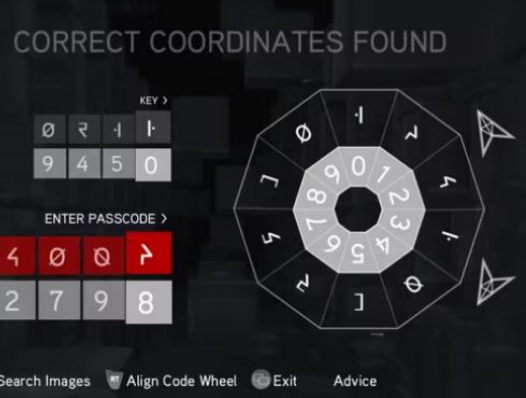 CORRECT COORDINATES FOUND
KEY >
9 4 5 0
ENTER PASSCODE >
2 7 9 8
0 1 2 3 4 5 6 7 8 9
Search Images
RT Align Code Wheel
Exit
Advice